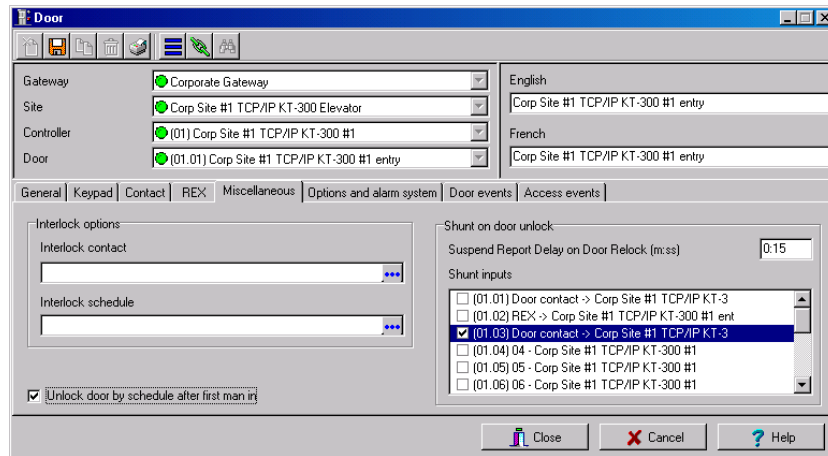 Door
Gateway
Corporate Gateway
Site
Corp Site #1 TCP/IP KT-300 Elevator
Controller
(01) Corp Site #1 TCP/IP KT-300 #1
Door
(01.01) Corp Site #1 TCP/IP KT-300 #1 entry
English
Corp Site #1 TCP/IP KT-300 #1 entry
French
Corp Site #1 TCP/IP KT-300 #1 entry
General Keypad Contact REX Miscellaneous Options and alarm system Door events Access events
Interlock options
Interlock contact
Interlock schedule
Unlock door by schedule after first man in
Shunt on door unlock
Suspend Report Delay on Door Relock (m:ss) 0:15
Shunt inputs
(01.01) Door contact -> Corp Site #1 TCP/IP KT-3
(01.02) REX -> Corp Site #1 TCP/IP KT-300 #1 ent
(01.03) Door contact -> Corp Site #1 TCP/IP KT-3
(01.04) 04 - Corp Site #1 TCP/IP KT-300 #1
(01.05) 05 - Corp Site #1 TCP/IP KT-300 #1
(01.06) 06 - Corp Site #1 TCP/IP KT-300 #1
Close Cancel Help